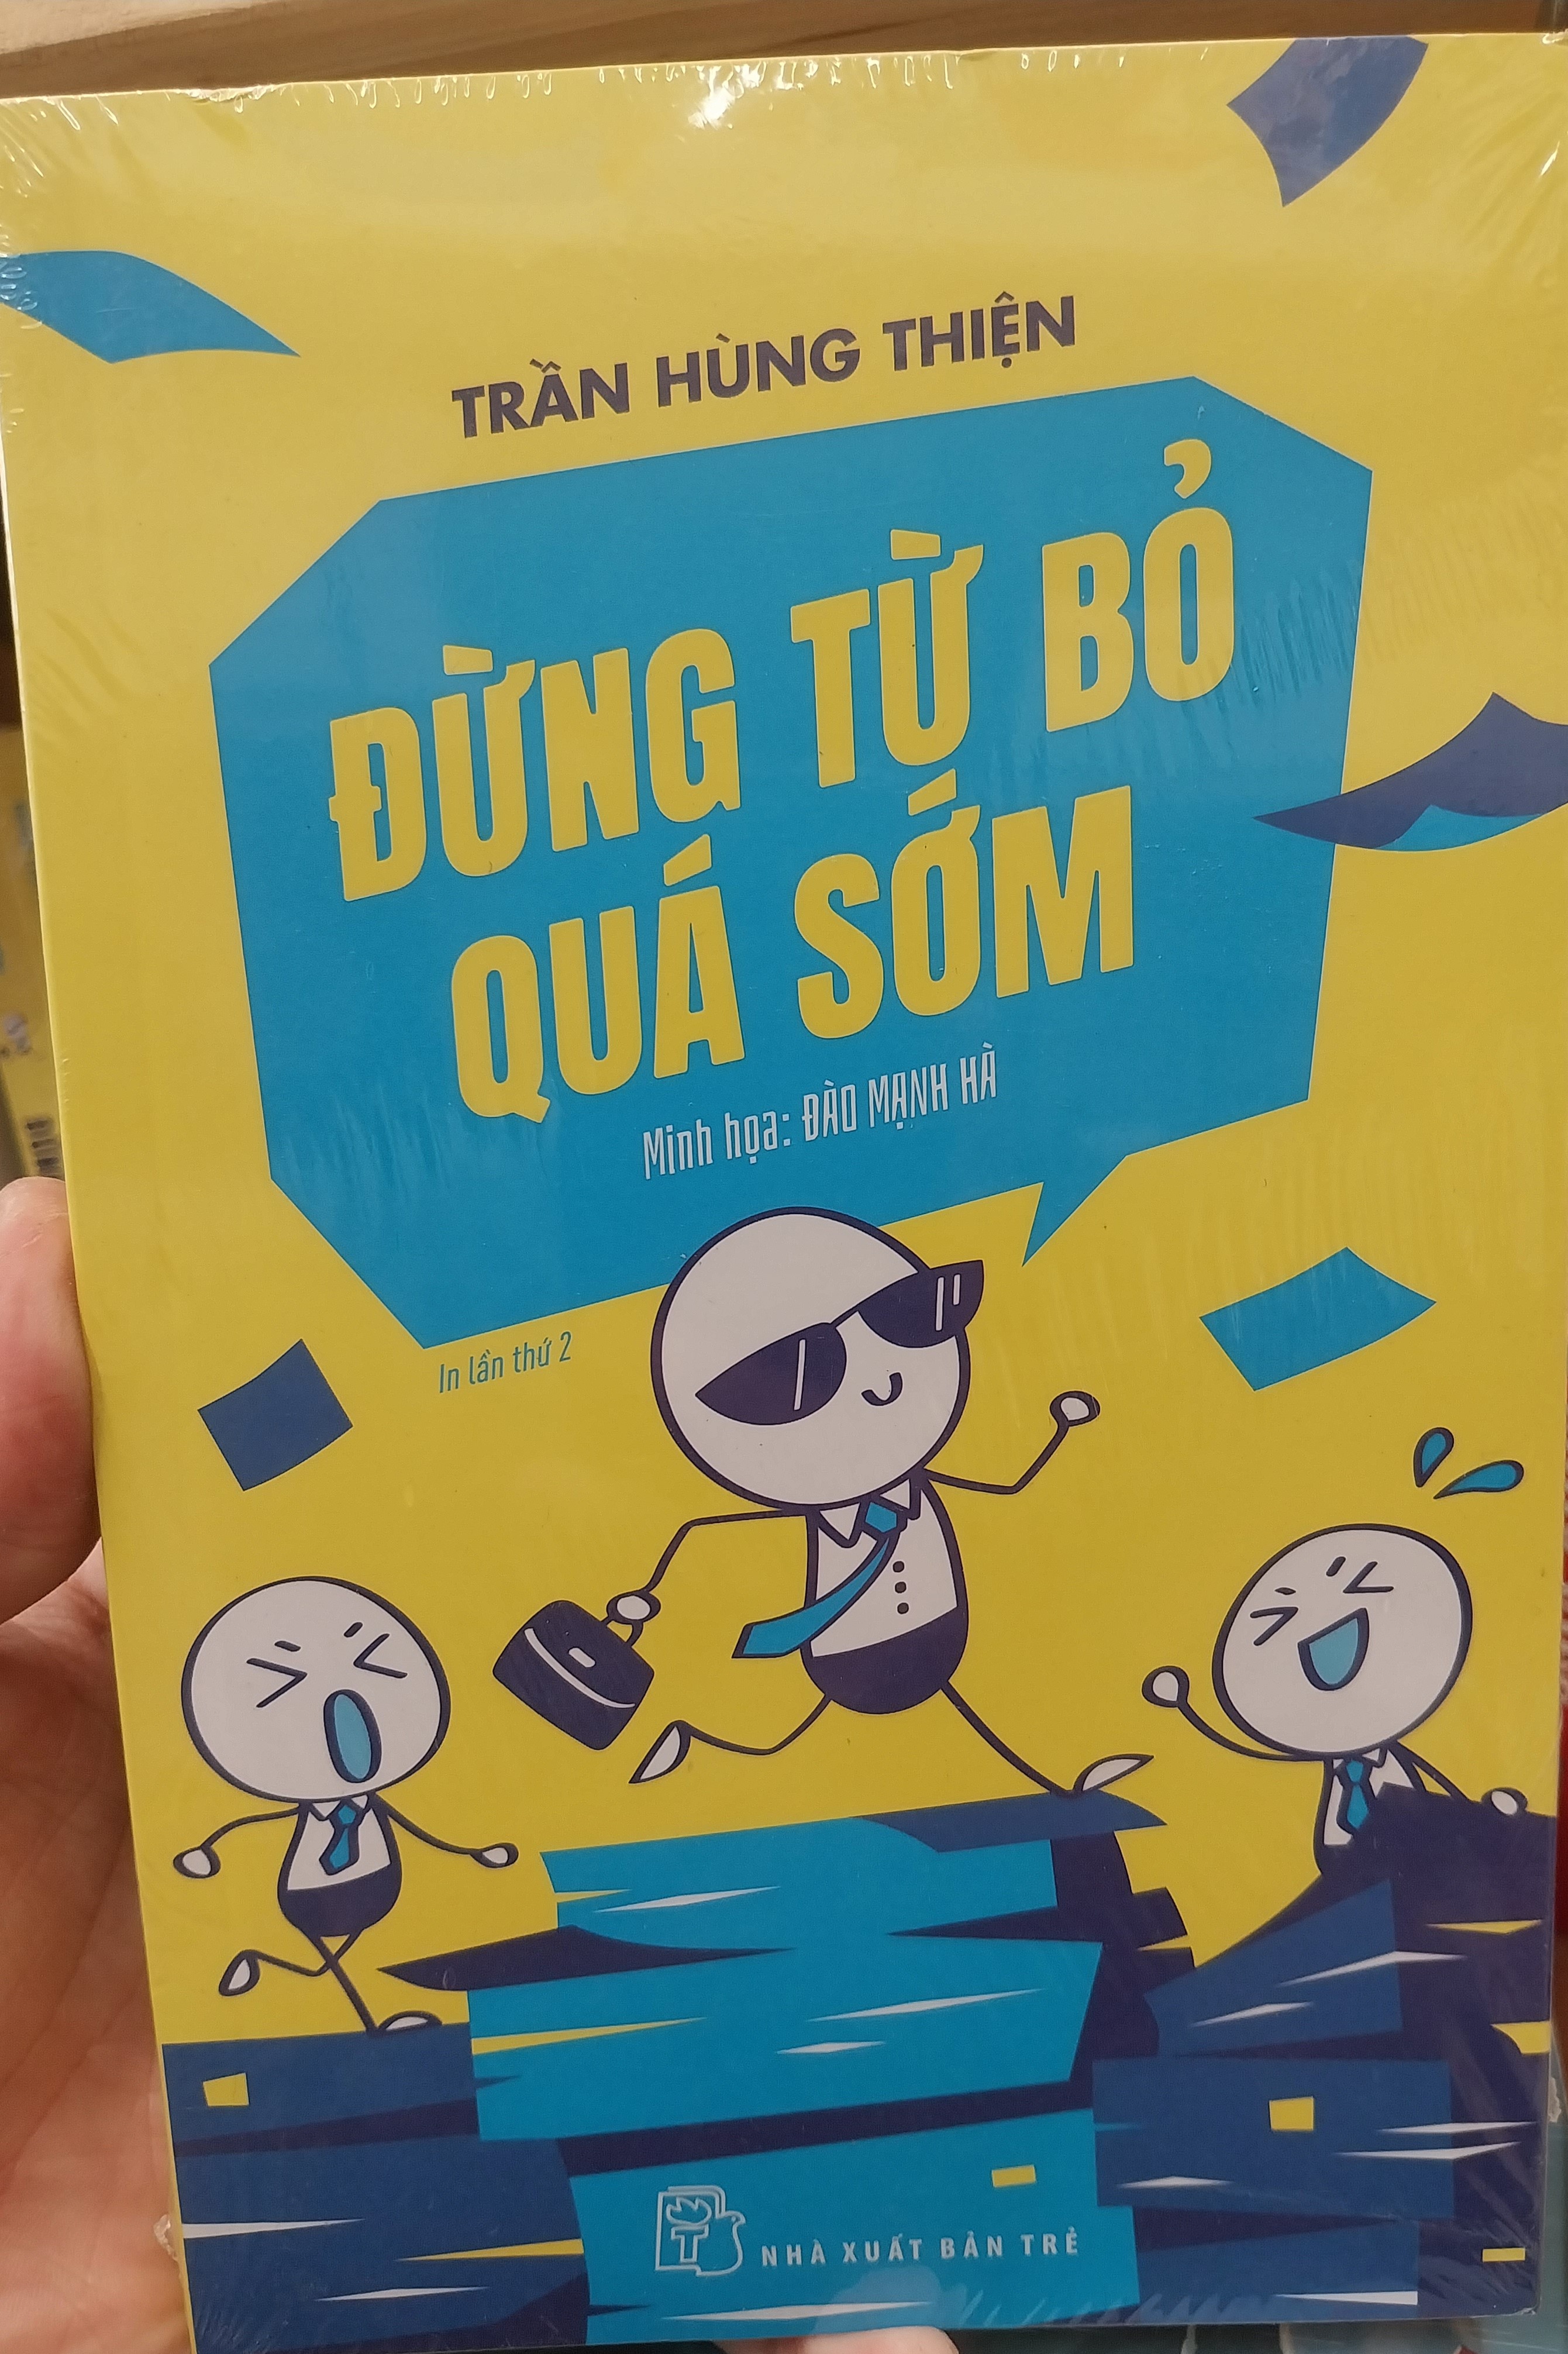 TRẦN HÙNG THIỆN
ĐỪNG TỪ BỎ
QUÁ SỚM
Minh họa: ĐÀO MẠNH HÀ
In lần thứ 2
NHÀ XUẤT BẢN TRẺ